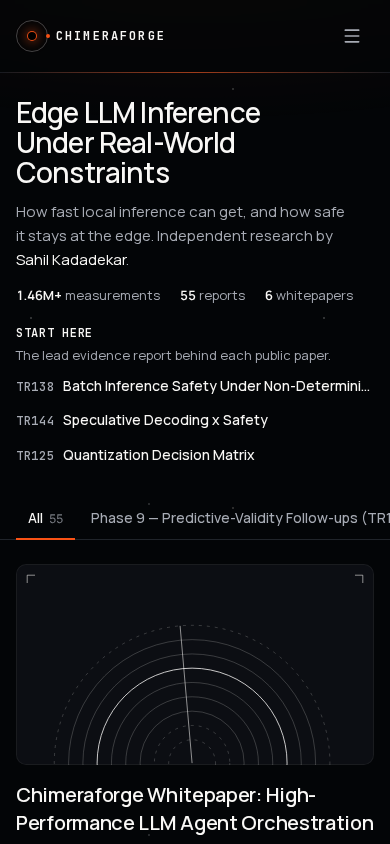 CHIMERAFORGE
Edge LLM Inference
Under Real-World
Constraints
How fast local inference can get, and how safe
it stays at the edge. Independent research by
Sahil Kadadekar.
1.46M+ measurements 55 reports 6 whitepapers
START HERE
The lead evidence report behind each public paper.
TR138 Batch Inference Safety Under Non-Determini...
TR144 Speculative Decoding x Safety
TR125 Quantization Decision Matrix
All 55 Phase 9 — Predictive-Validity Follow-ups (TR1
Chimeraforge Whitepaper: High-
Performance LLM Agent Orchestration